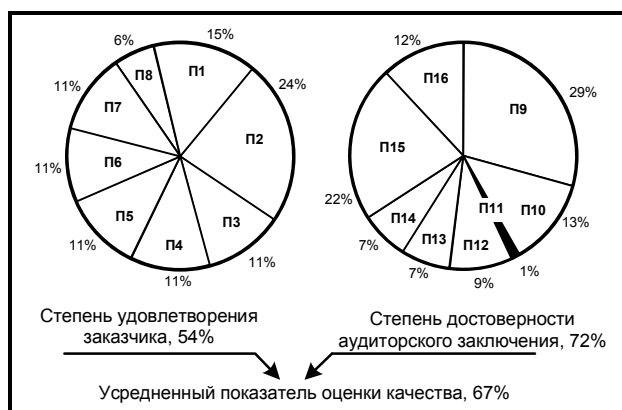 15%
24%
11%
11%
11%
11%
11%
6%
П1
П2
П3
П4
П5
П6
П7
П8
12%
29%
13%
1%
9%
7%
7%
22%
П16
П9
П10
П11
П12
П13
П14
П15
Степень удовлетворения
заказчика, 54%
Степень достоверности
аудиторского заключения, 72%
Усредненный показатель оценки качества, 67%